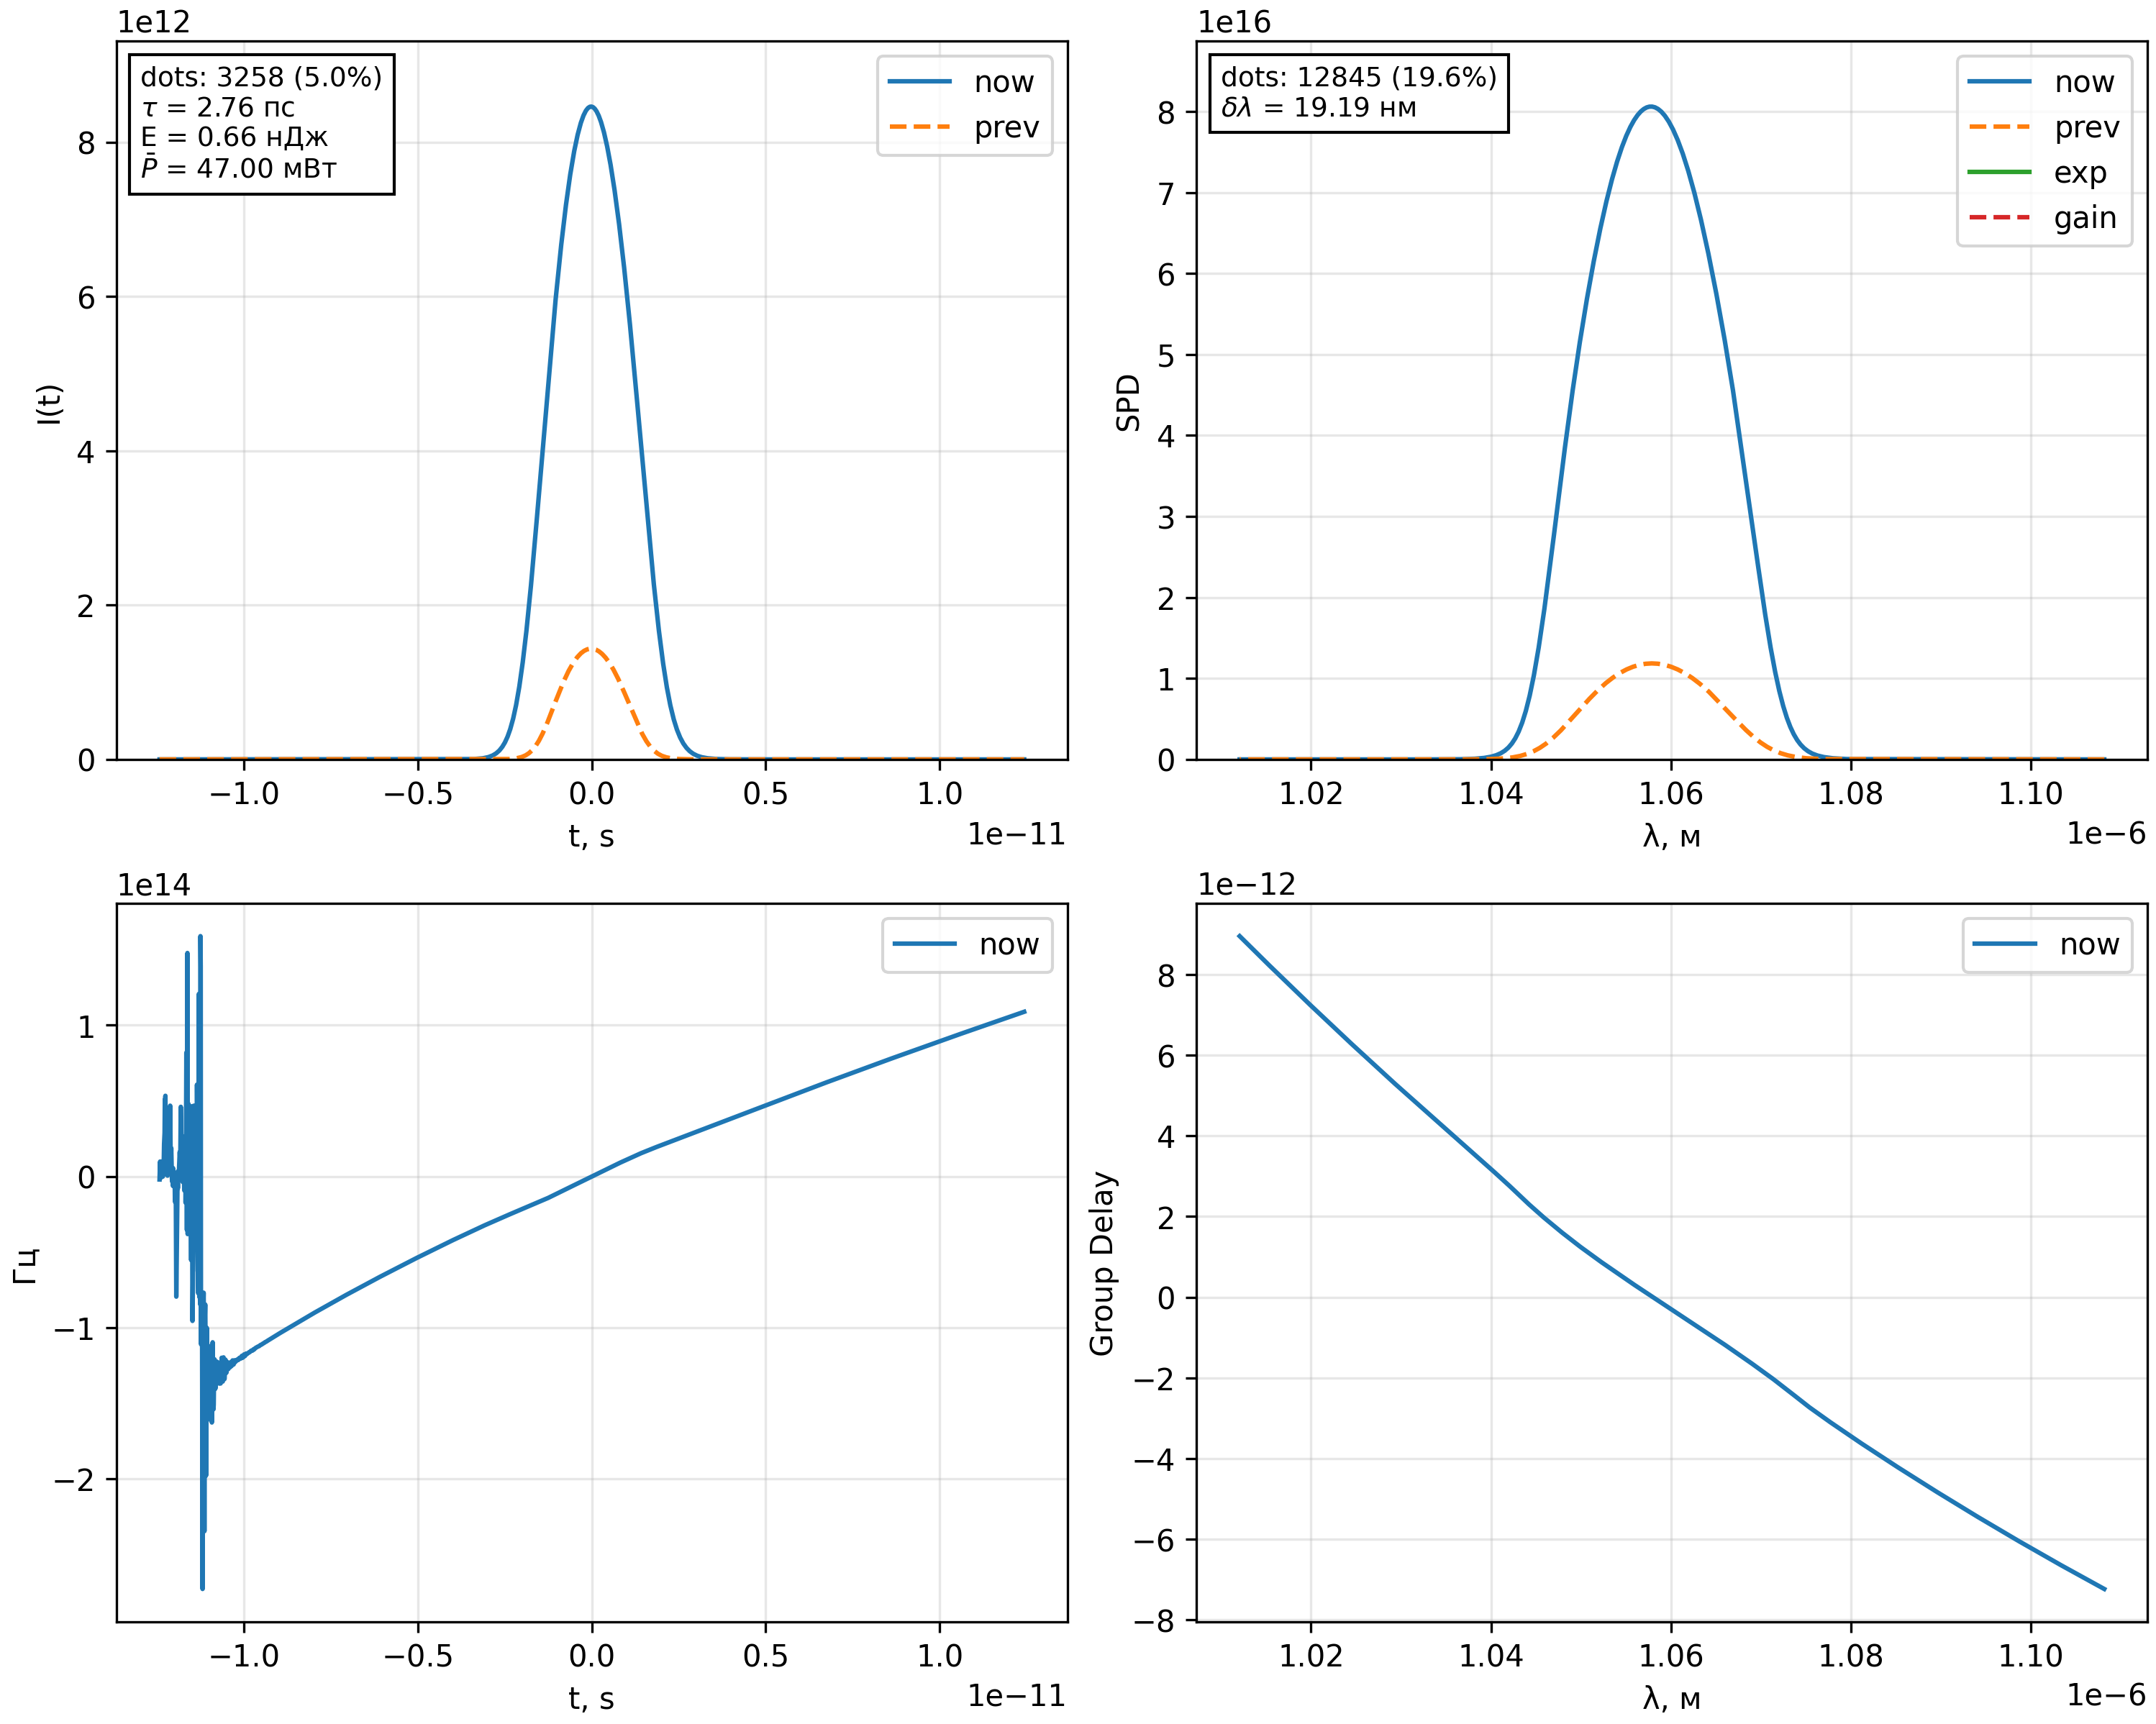 1e12
dots: 3258 (5.0%)
τ = 2.76 пс
E = 0.66 нДж
P̄ = 47.00 мВт
now
prev
8
6
4
2
0
I(t)
−1.0
−0.5
0.0
0.5
1.0
1e−11
t, s
1e16
dots: 12845 (19.6%)
δλ = 19.19 нм
now
prev
exp
gain
8
7
6
5
4
3
2
1
0
SPD
1.02
1.04
1.06
1.08
1.10
1e−6
λ, м
1e14
now
1
0
−1
−2
Гц
−1.0
−0.5
0.0
0.5
1.0
1e−11
t, s
1e−12
now
8
6
4
2
0
−2
−4
−6
−8
Group Delay
1.02
1.04
1.06
1.08
1.10
1e−6
λ, м